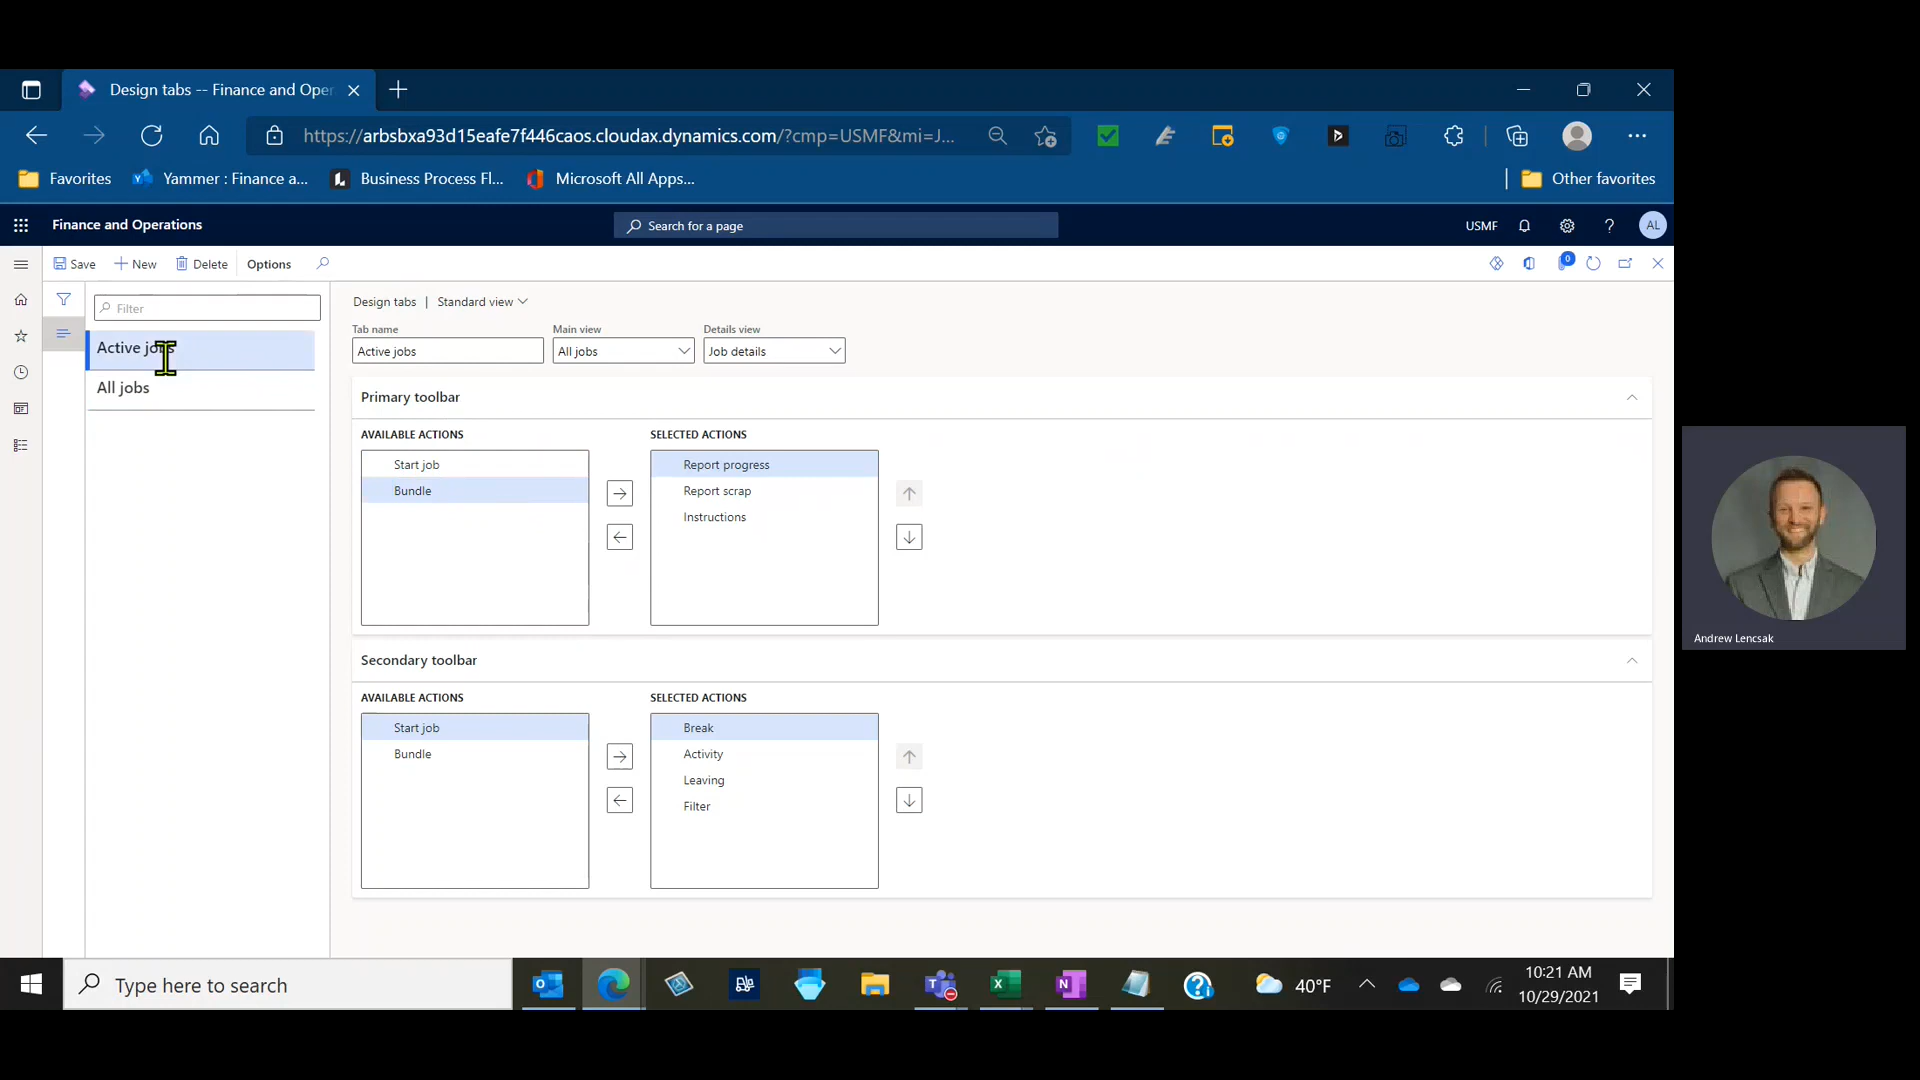 Design tabs -- Finance and Oper
https://arbsbxa93d15eafe7f446caos.cloudax.dynamics.com/?cmp=USMF&mi=J...
Favorites
Yammer : Finance a...
Business Process Fl...
Microsoft All Apps...
Other favorites
Finance and Operations
Search for a page
USMF
?
AL
Save
New
Delete
Options
0
Filter
Active jobs
All jobs
Design tabs | Standard view
Tab name
Main view
Details view
Active jobs
All jobs
Job details
Primary toolbar
AVAILABLE ACTIONS
SELECTED ACTIONS
Start job
Bundle
Report progress
Report scrap
Instructions
Secondary toolbar
AVAILABLE ACTIONS
SELECTED ACTIONS
Start job
Bundle
Break
Activity
Leaving
Filter
Andrew Lencsak
Type here to search
40°F
10:21 AM
10/29/2021